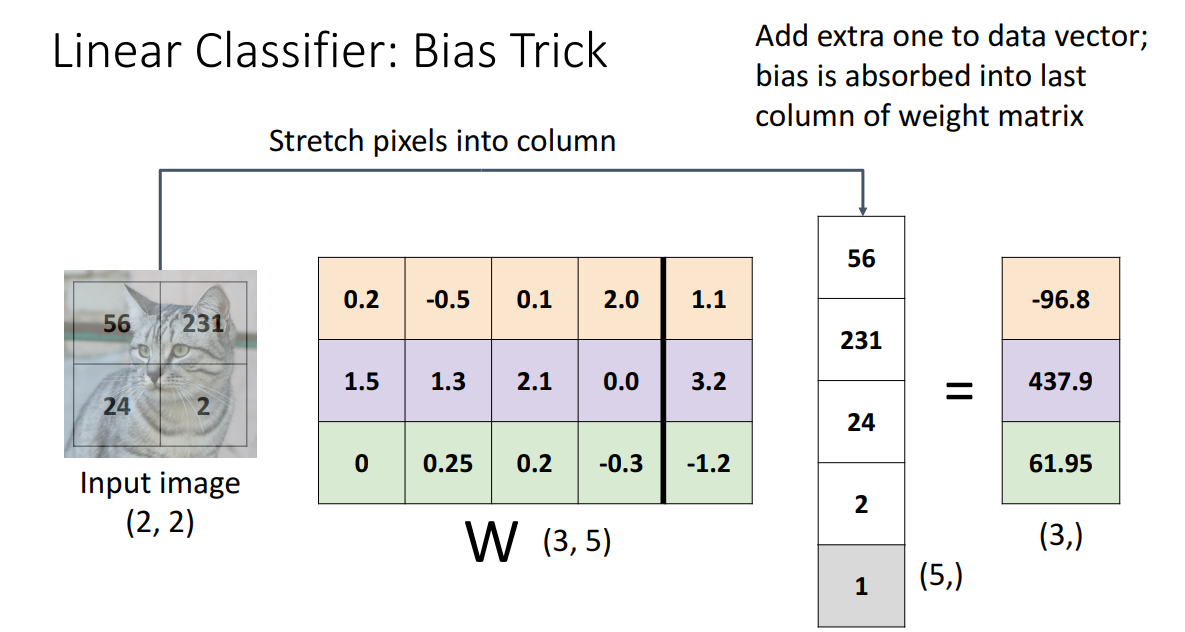 Linear Classifier: Bias Trick
Add extra one to data vector;
bias is absorbed into last
column of weight matrix
Stretch pixels into column
56 231
24 2
Input image
(2, 2)
0.2 -0.5 0.1 2.0 1.1
1.5 1.3 2.1 0.0 3.2
0 0.25 0.2 -0.3 -1.2
W (3, 5)
56
231
24
2
1
(5,)
=
-96.8
437.9
61.95
(3,)